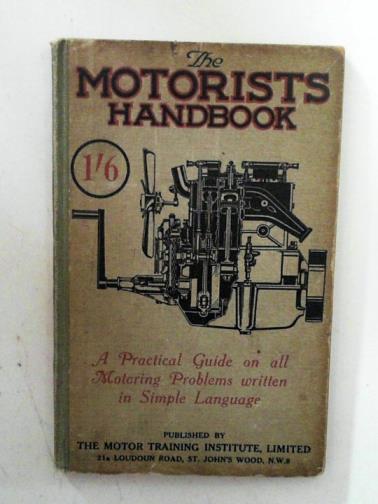 The
MOTORISTS
HANDBOOK
1/6
A Practical Guide on all
Motoring Problems written
in Simple Language
PUBLISHED BY
THE MOTOR TRAINING INSTITUTE, LIMITED
21A LOUDOUN ROAD, ST. JOHN'S WOOD, N.W.8